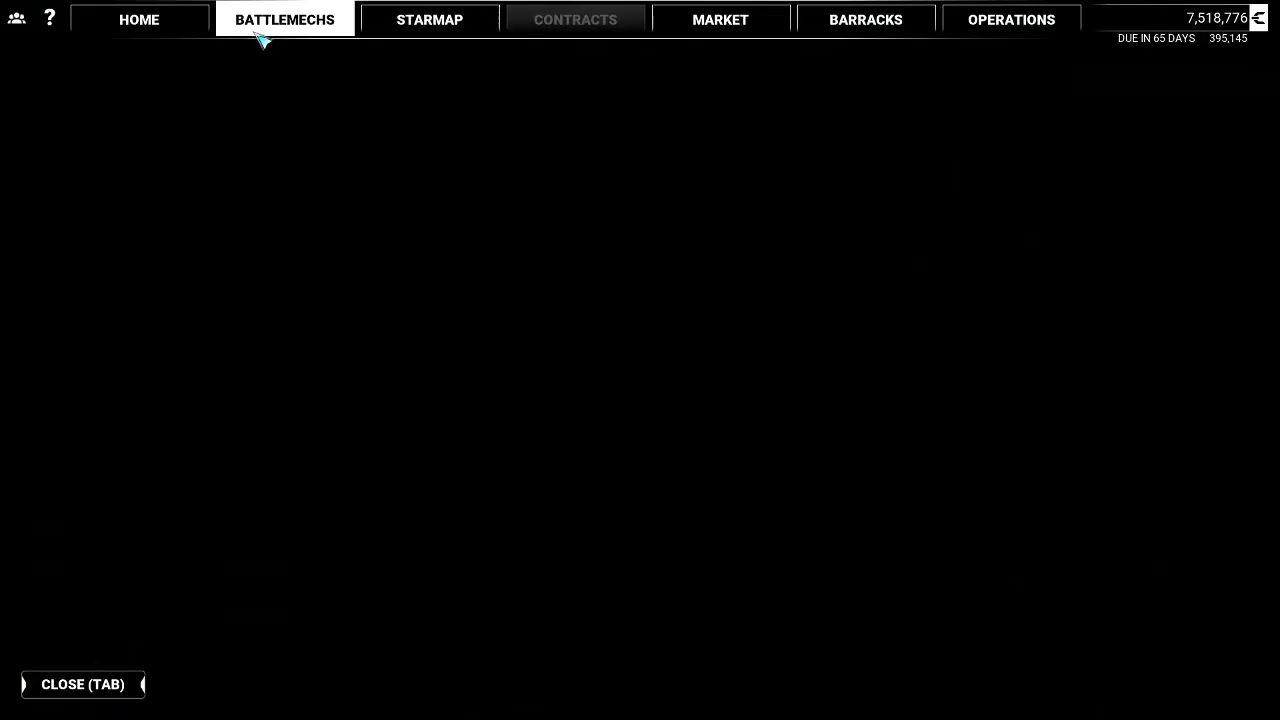 ? HOME BATTLEMECHS STARMAP CONTRACTS MARKET BARRACKS OPERATIONS 7,518,776
DUE IN 65 DAYS 395,145
CLOSE (TAB)